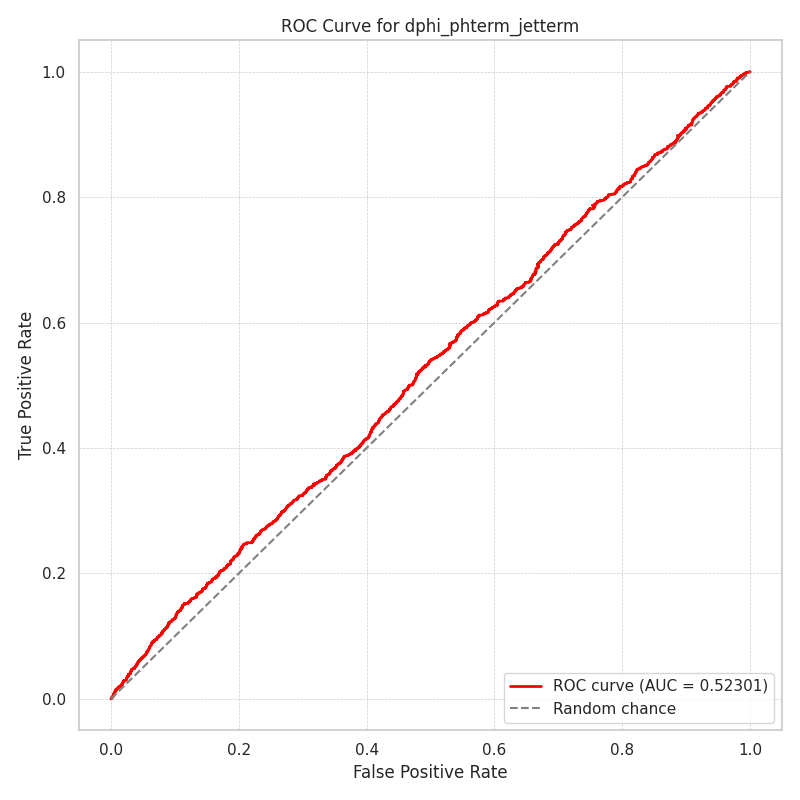 ROC Curve for dphi_phterm_jetterm
True Positive Rate
1.0
0.8
0.6
0.4
0.2
0.0
0.0 0.2 0.4 0.6 0.8 1.0
False Positive Rate
ROC curve (AUC = 0.52301)
Random chance